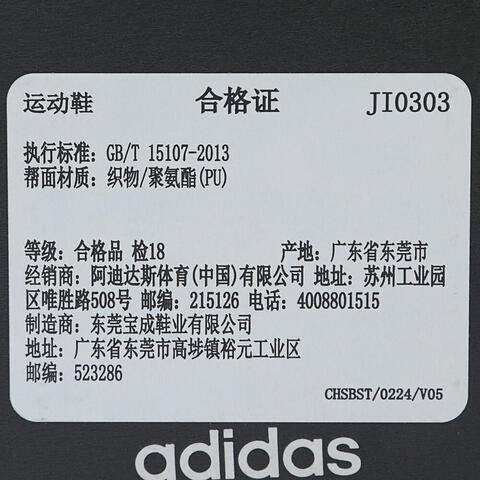 运动鞋 合格证 JI0303
执行标准：GB/T 15107-2013
帮面材质：织物/聚氨酯(PU)
等级：合格品 检18 产地：广东省东莞市
经销商：阿迪达斯体育(中国)有限公司 地址：苏州工业园
区唯胜路508号 邮编：215126 电话：4008801515
制造商：东莞宝成鞋业有限公司
地址：广东省东莞市高埗镇裕元工业区
邮编：523286
CHSBST/0224/V05
adidas